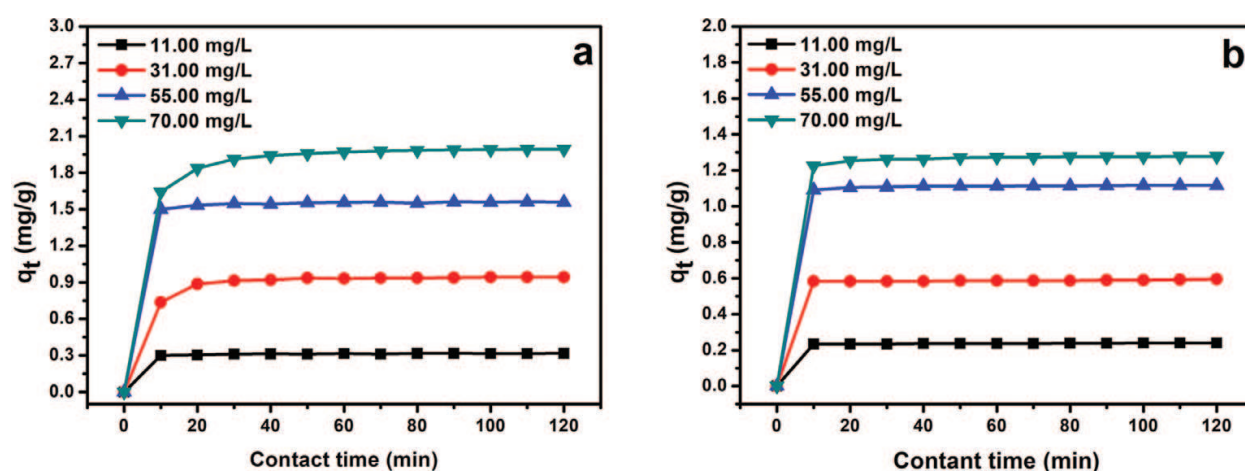 a
11.00 mg/L
31.00 mg/L
55.00 mg/L
70.00 mg/L
3.0
2.7
2.4
2.1
1.8
1.5
1.2
0.9
0.6
0.3
0.0
qt (mg/g)
0 20 40 60 80 100 120
Contact time (min)
b
11.00 mg/L
31.00 mg/L
55.00 mg/L
70.00 mg/L
2.0
1.8
1.6
1.4
1.2
1.0
0.8
0.6
0.4
0.2
0.0
qt (mg/g)
0 20 40 60 80 100 120
Contant time (min)